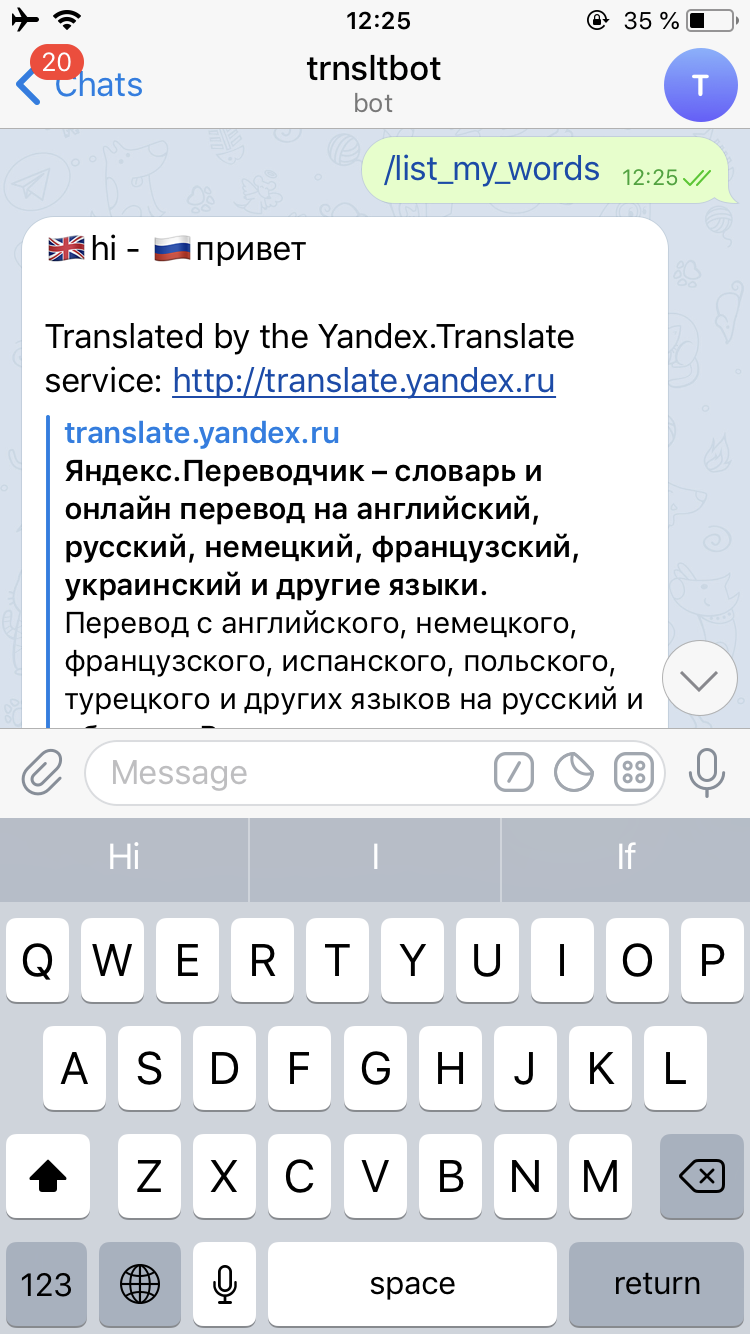 12:25
35 %
20
Chats
trnsltbot
bot
T
/list_my_words 12:25
🇬🇧hi - 🇷🇺привет
Translated by the Yandex.Translate
service: http://translate.yandex.ru
translate.yandex.ru
Яндекс.Переводчик – словарь и
онлайн перевод на английский,
русский, немецкий, французский,
украинский и другие языки.
Перевод с английского, немецкого,
французского, испанского, польского,
турецкого и других языков на русский и
Message
Hi I If
Q W E R T Y U I O P
A S D F G H J K L
Z X C V B N M
123 space return